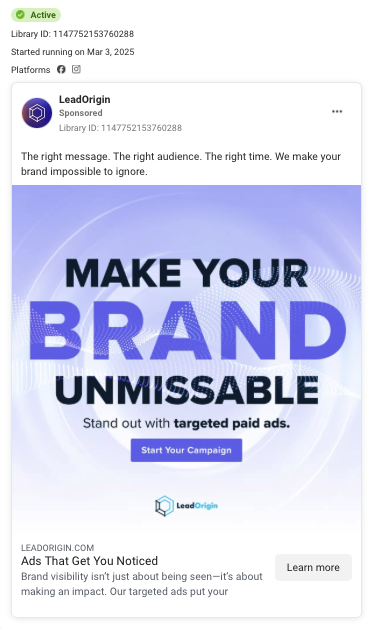 Active
Library ID: 1147752153760288
Started running on Mar 3, 2025
Platforms
LeadOrigin
Sponsored
Library ID: 1147752153760288
The right message. The right audience. The right time. We make your
brand impossible to ignore.
MAKE YOUR
BRAND
UNMISSABLE
Stand out with targeted paid ads.
Start Your Campaign
LeadOrigin
LEADORIGIN.COM
Ads That Get You Noticed
Learn more
Brand visibility isn’t just about being seen—it’s about
making an impact. Our targeted ads put your